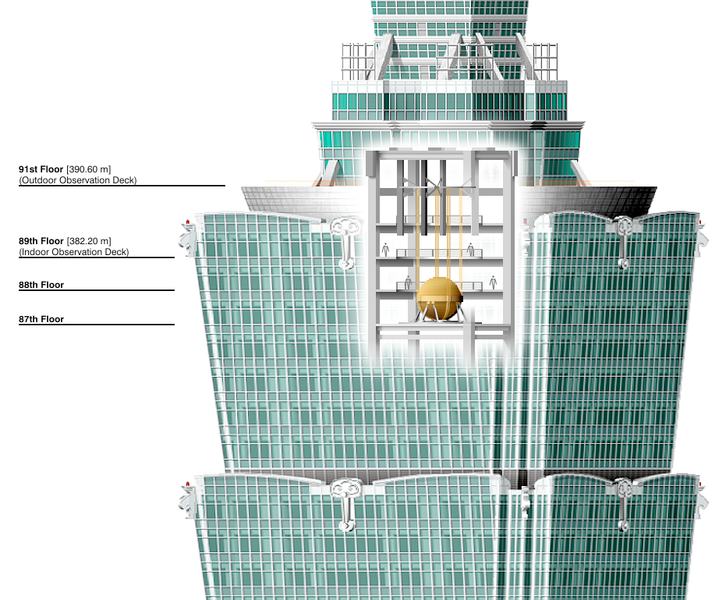 91st Floor [390.60 m]
(Outdoor Observation Deck)
89th Floor [382.20 m]
(Indoor Observation Deck)
88th Floor
87th Floor